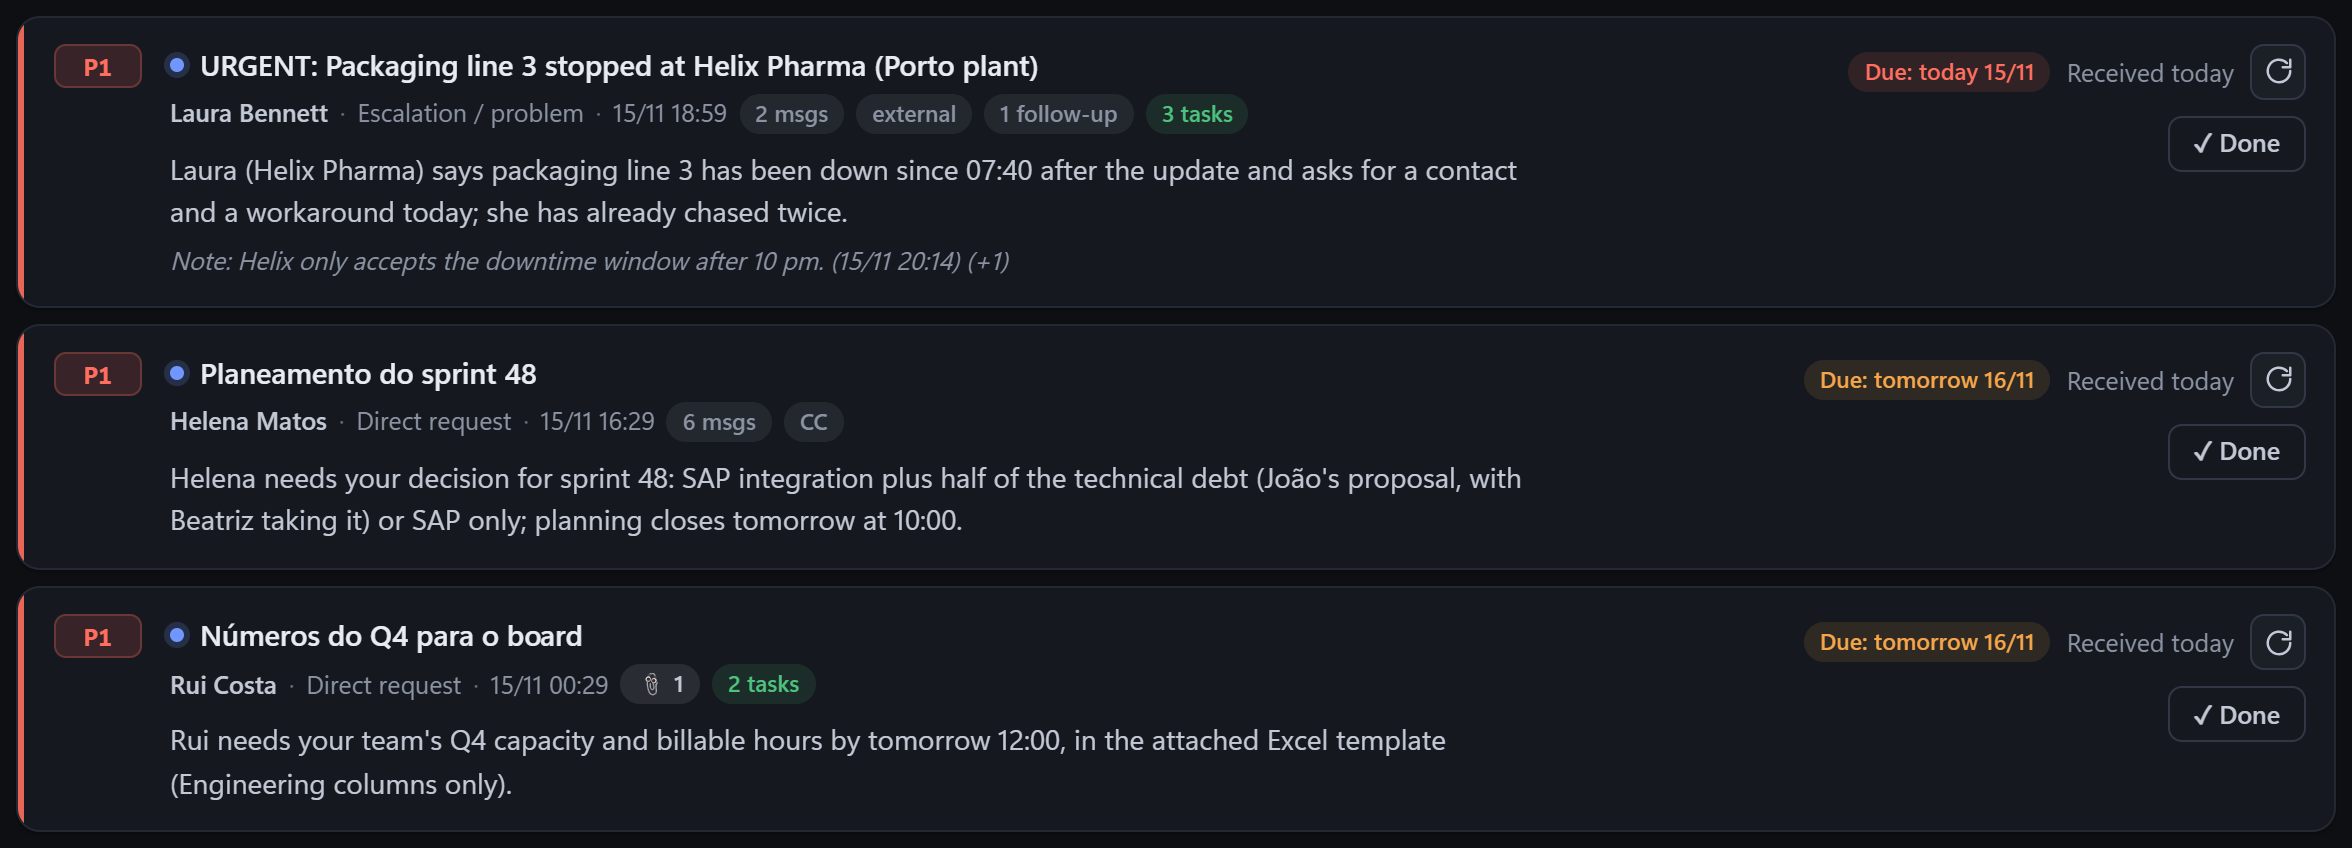 P1 URGENT: Packaging line 3 stopped at Helix Pharma (Porto plant) Due: today 15/11 Received today
Laura Bennett · Escalation / problem · 15/11 18:59 2 msgs external 1 follow-up 3 tasks
✓ Done
Laura (Helix Pharma) says packaging line 3 has been down since 07:40 after the update and asks for a contact
and a workaround today; she has already chased twice.
Note: Helix only accepts the downtime window after 10 pm. (15/11 20:14) (+1)
P1 Planeamento do sprint 48 Due: tomorrow 16/11 Received today
Helena Matos · Direct request · 15/11 16:29 6 msgs CC
✓ Done
Helena needs your decision for sprint 48: SAP integration plus half of the technical debt (João's proposal, with
Beatriz taking it) or SAP only; planning closes tomorrow at 10:00.
P1 Números do Q4 para o board Due: tomorrow 16/11 Received today
Rui Costa · Direct request · 15/11 00:29 1 2 tasks
✓ Done
Rui needs your team's Q4 capacity and billable hours by tomorrow 12:00, in the attached Excel template
(Engineering columns only).